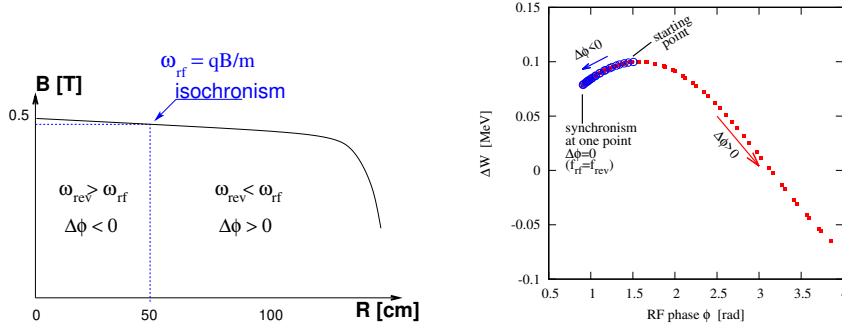 ω_rf = qB/m
isochronism
B [T]
0.5
ω_rev > ω_rf
Δϕ < 0
ω_rev < ω_rf
Δϕ > 0
0
50
100
R [cm]
starting
point
Δϕ<0
synchronism
at one point
Δϕ=0
(f_rf=f_rev)
Δϕ>0
ΔW [MeV]
0.15
0.1
0.05
0
-0.05
-0.1
0.5
1
1.5
2
2.5
3
3.5
RF phase ϕ [rad]